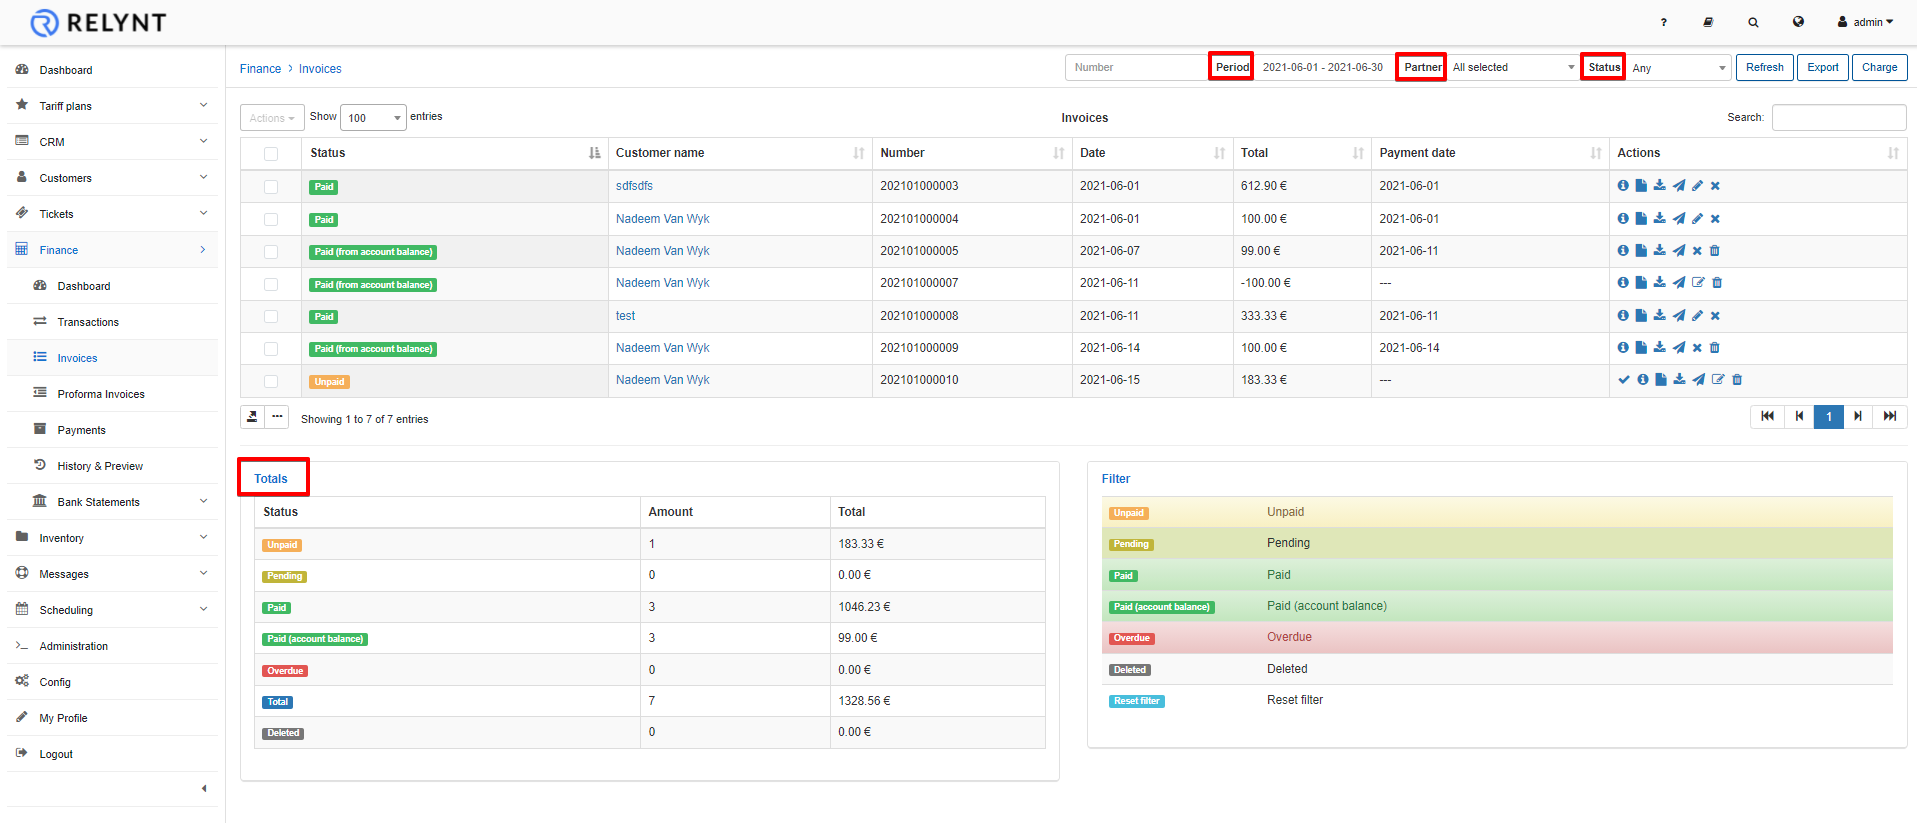 RELYNT
? admin
Dashboard
Tariff plans
CRM
Customers
Tickets
Finance
Dashboard
Transactions
Invoices
Proforma Invoices
Payments
History & Preview
Bank Statements
Inventory
Messages
Scheduling
Administration
Config
My Profile
Logout
Finance > Invoices
Number Period 2021-06-01 - 2021-06-30 Partner All selected Status Any Refresh Export Charge
Actions Show 100 entries Invoices Search:
Status Customer name Number Date Total Payment date Actions
Paid sdfsdfs 202101000003 2021-06-01 612.90 € 2021-06-01
Paid Nadeem Van Wyk 202101000004 2021-06-01 100.00 € 2021-06-01
Paid (from account balance) Nadeem Van Wyk 202101000005 2021-06-07 99.00 € 2021-06-11
Paid (from account balance) Nadeem Van Wyk 202101000007 2021-06-11 -100.00 € ---
Paid test 202101000008 2021-06-11 333.33 € 2021-06-11
Paid (from account balance) Nadeem Van Wyk 202101000009 2021-06-14 100.00 € 2021-06-14
Unpaid Nadeem Van Wyk 202101000010 2021-06-15 183.33 € ---
Showing 1 to 7 of 7 entries 1
Totals
Status Amount Total
Unpaid 1 183.33 €
Pending 0 0.00 €
Paid 3 1046.23 €
Paid (account balance) 3 99.00 €
Overdue 0 0.00 €
Total 7 1328.56 €
Deleted 0 0.00 €
Filter
Unpaid Unpaid
Pending Pending
Paid Paid
Paid (account balance) Paid (account balance)
Overdue Overdue
Deleted Deleted
Reset filter Reset filter